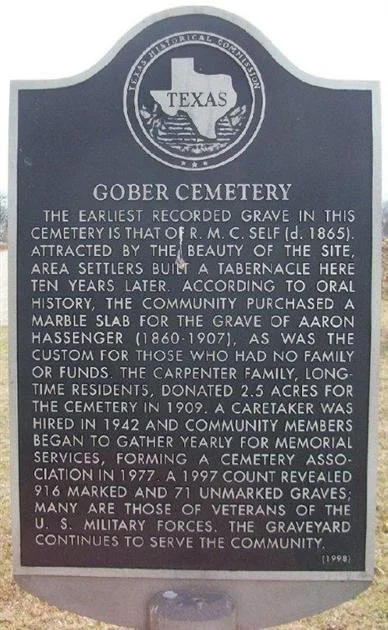 TEXAS HISTORICAL COMMISSION
TEXAS
GOBER CEMETERY
THE EARLIEST RECORDED GRAVE IN THIS
CEMETERY IS THAT OF R. M. C. SELF (d. 1865).
ATTRACTED BY THE BEAUTY OF THE SITE,
AREA SETTLERS BUILT A TABERNACLE HERE
TEN YEARS LATER. ACCORDING TO ORAL
HISTORY, THE COMMUNITY PURCHASED A
MARBLE SLAB FOR THE GRAVE OF AARON
HASSENGER (1860-1907), AS WAS THE
CUSTOM FOR THOSE WHO HAD NO FAMILY
OR FUNDS. THE CARPENTER FAMILY, LONG-
TIME RESIDENTS, DONATED 2.5 ACRES FOR
THE CEMETERY IN 1909. A CARETAKER WAS
HIRED IN 1942 AND COMMUNITY MEMBERS
BEGAN TO GATHER YEARLY FOR MEMORIAL
SERVICES, FORMING A CEMETERY ASSO-
CIATION IN 1977. A 1997 COUNT REVEALED
916 MARKED AND 71 UNMARKED GRAVES;
MANY ARE THOSE OF VETERANS OF THE
U. S. MILITARY FORCES. THE GRAVEYARD
CONTINUES TO SERVE THE COMMUNITY.
(1998)